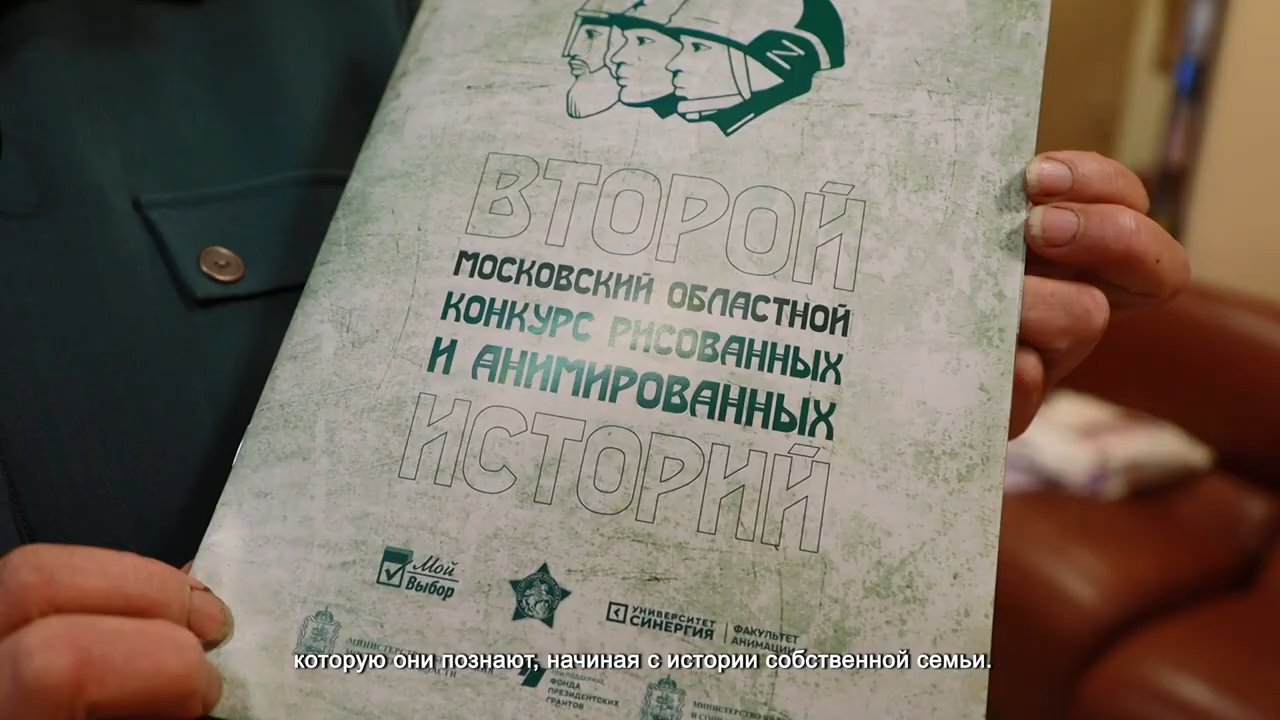 Z
ВТОРОЙ
МОСКОВСКИЙ ОБЛАСТНОЙ
КОНКУРС РИСОВАННЫХ
И АНИМИРОВАННЫХ
ИСТОРИЙ
Мой
Выбор
УНИВЕРСИТЕТ
СИНЕРГИЯ
ФАКУЛЬТЕТ
АНИМАЦИИ
которую они познают, начиная с истории собственной семьи.
ФОНДА
ПРЕЗИДЕНТСКИХ
ГРАНТОВ